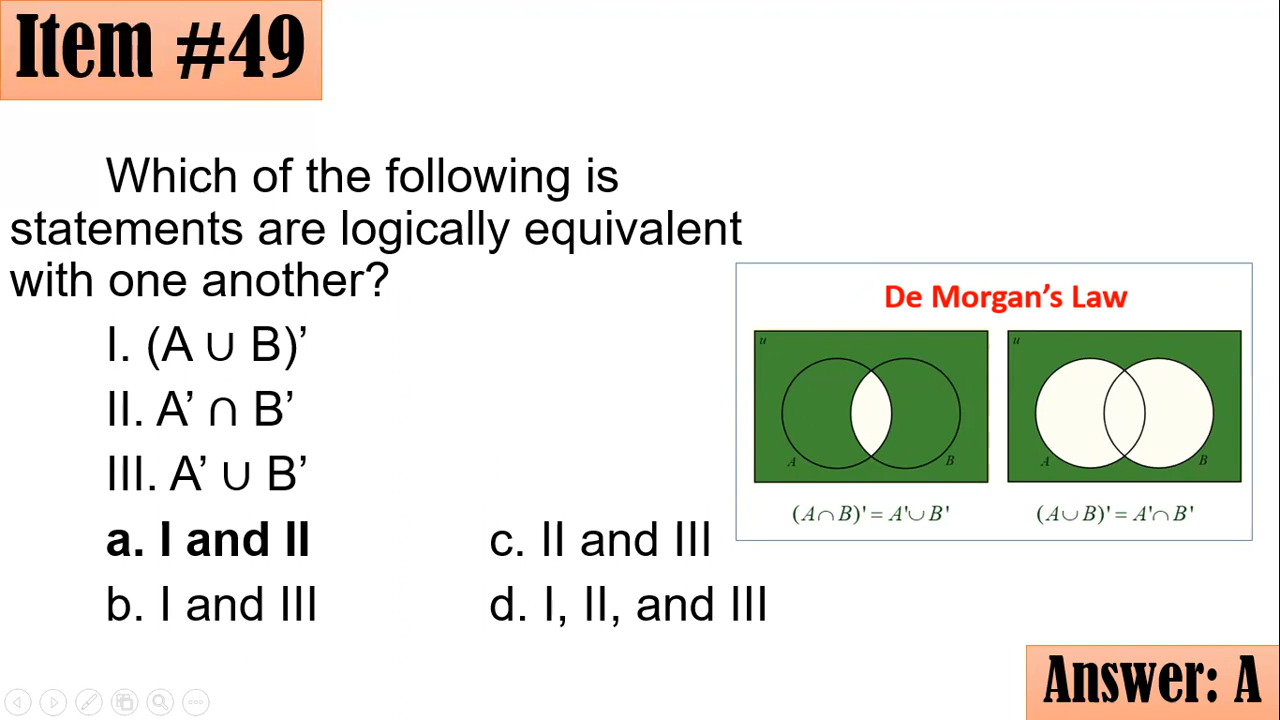 Item #49
Which of the following is
statements are logically equivalent
with one another?
I. (A ∪ B)’
II. A’ ∩ B’
III. A’ ∪ B’
a. I and II
c. II and III
b. I and III
d. I, II, and III
De Morgan’s Law
u
A
B
(A∩B)'=A'∪B'
u
A
B
(A∪B)'=A'∩B'
Answer: A